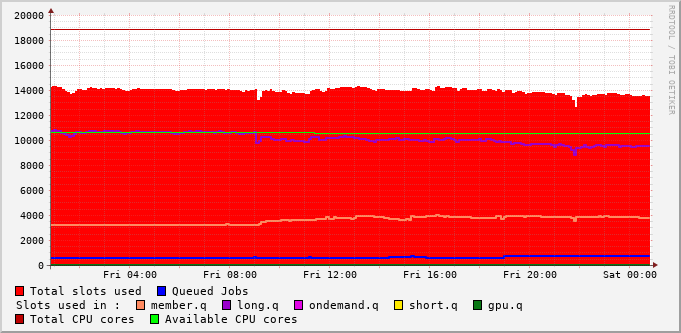 RRDTOOL / TOBI OETIKER
20000
18000
16000
14000
12000
10000
8000
6000
4000
2000
0
Fri 04:00 Fri 08:00 Fri 12:00 Fri 16:00 Fri 20:00 Sat 00:00
Total slots used Queued Jobs
Slots used in : member.q long.q ondemand.q short.q gpu.q
Total CPU cores Available CPU cores